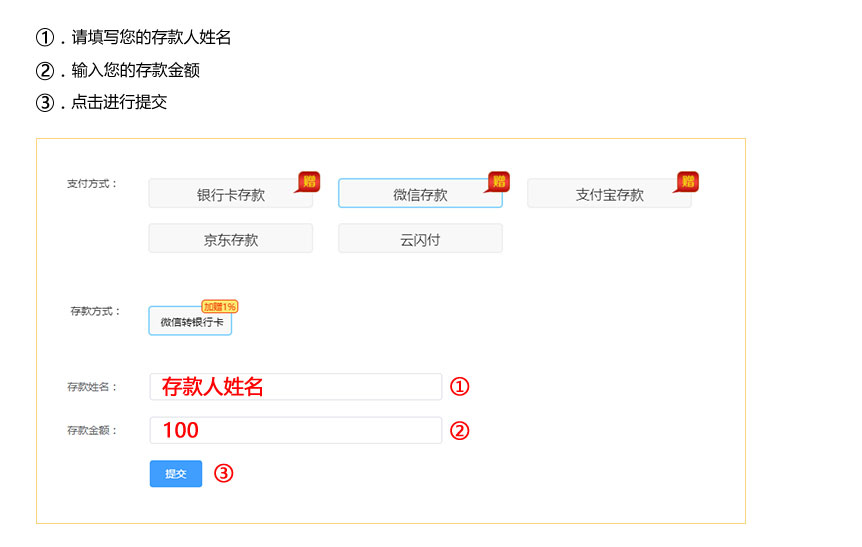 ①．请填写您的存款人姓名
②．输入您的存款金额
③．点击进行提交
支付方式： 银行卡存款 赠 微信存款 赠 支付宝存款 赠
京东存款 云闪付
加赠1%
存款方式： 微信转银行卡
存款姓名： 存款人姓名 ①
存款金额： 100 ②
提交 ③